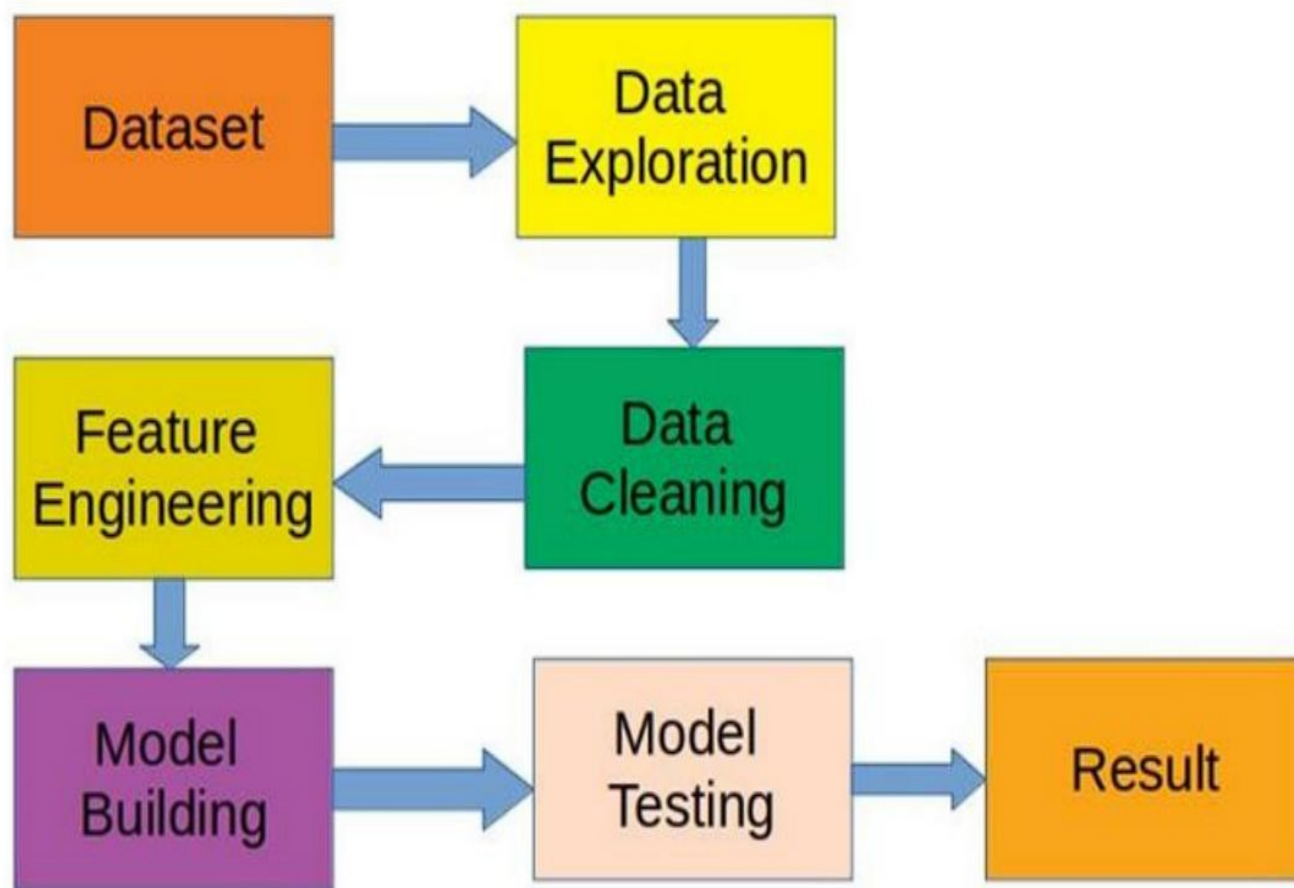 Dataset
Data
Exploration
Data
Cleaning
Feature
Engineering
Model
Building
Model
Testing
Result